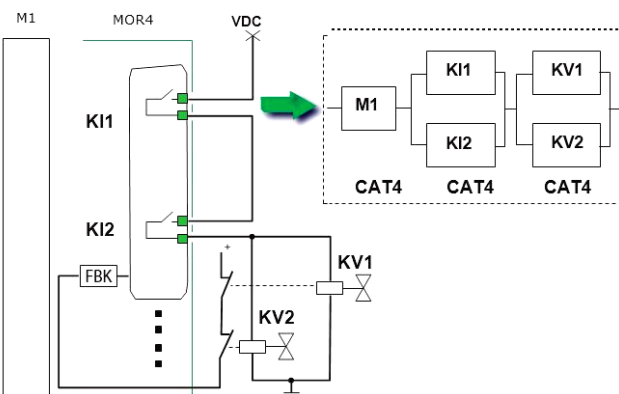 M1
MOR4
VDC
KI1
KI2
FBK
KV1
KV2
+
M1
KI1
KI2
KV1
KV2
CAT4 CAT4 CAT4